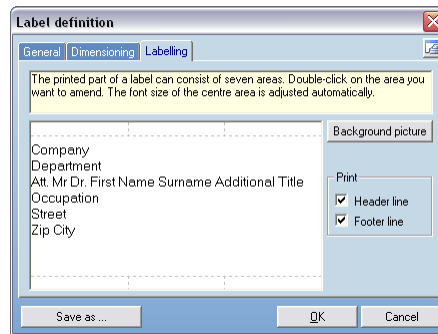 Label definition
General Dimensioning Labelling
The printed part of a label can consist of seven areas. Double-click on the area you
want to amend. The font size of the centre area is adjusted automatically.
Background picture
Company
Department
Att. Mr Dr. First Name Surname Additional Title
Occupation
Street
Zip City
Print
Header line
Footer line
Save as ...
OK
Cancel